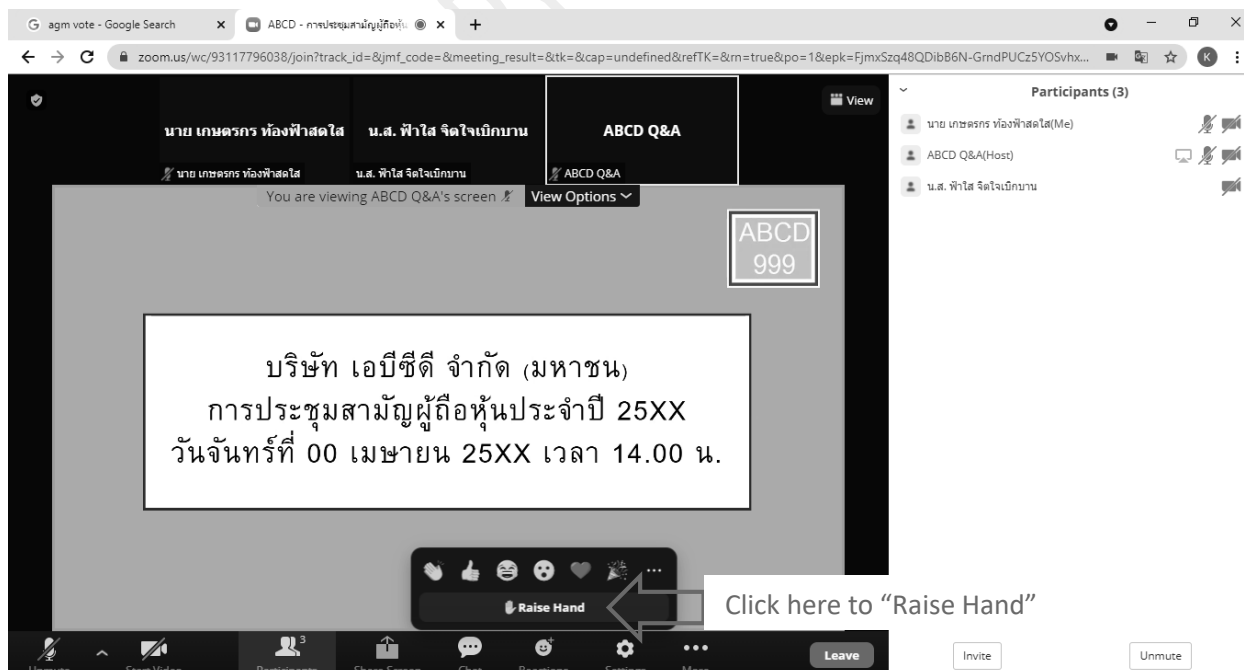 agm vote - Google Search
ABCD - การประชุมสามัญผู้ถือหุ้น
zoom.us/wc/93117796038/join?track_id=&jmf_code=&meeting_result=&tk=&cap=undefined&refTK=&rn=true&po=1&epk=FjmxSzq48QDibB6N-GrndPUCz5YOSvhx...
K
View
นาย เกษตรกร ท้องฟ้าสดใส
น.ส. ฟ้าใส จิตใจเบิกบาน
ABCD Q&A
นาย เกษตรกร ท้องฟ้าสดใส
น.ส. ฟ้าใส จิตใจเบิกบาน
ABCD Q&A
You are viewing ABCD Q&A's screen
View Options
Participants (3)
นาย เกษตรกร ท้องฟ้าสดใส(Me)
ABCD Q&A(Host)
น.ส. ฟ้าใส จิตใจเบิกบาน
ABCD
999
บริษัท เอบีซีดี จำกัด (มหาชน)
การประชุมสามัญผู้ถือหุ้นประจำปี 25XX
วันจันทร์ที่ 00 เมษายน 25XX เวลา 14.00 น.
Raise Hand
Click here to “Raise Hand”
3
Unmute
Start Video
Participants
Share Screen
Chat
Reactions
Settings
More
Leave
Invite
Unmute